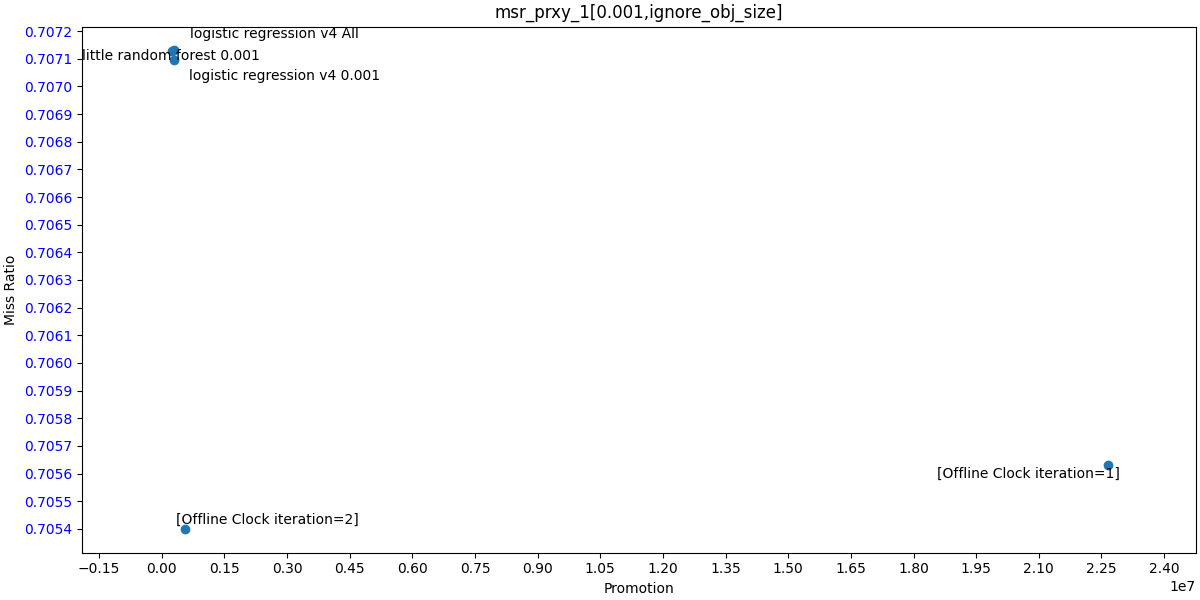 msr_prxy_1[0.001,ignore_obj_size]
0.7072
logistic regression v4 All
little random forest 0.001
0.7071
logistic regression v4 0.001
0.7070
0.7069
0.7068
0.7067
0.7066
0.7065
0.7064
0.7063
0.7062
0.7061
0.7060
0.7059
0.7058
0.7057
0.7056
0.7055
0.7054
Miss Ratio
[Offline Clock iteration=1]
[Offline Clock iteration=2]
−0.15 0.00 0.15 0.30 0.45 0.60 0.75 0.90 1.05 1.20 1.35 1.50 1.65 1.80 1.95 2.10 2.25 2.40
1e7
Promotion